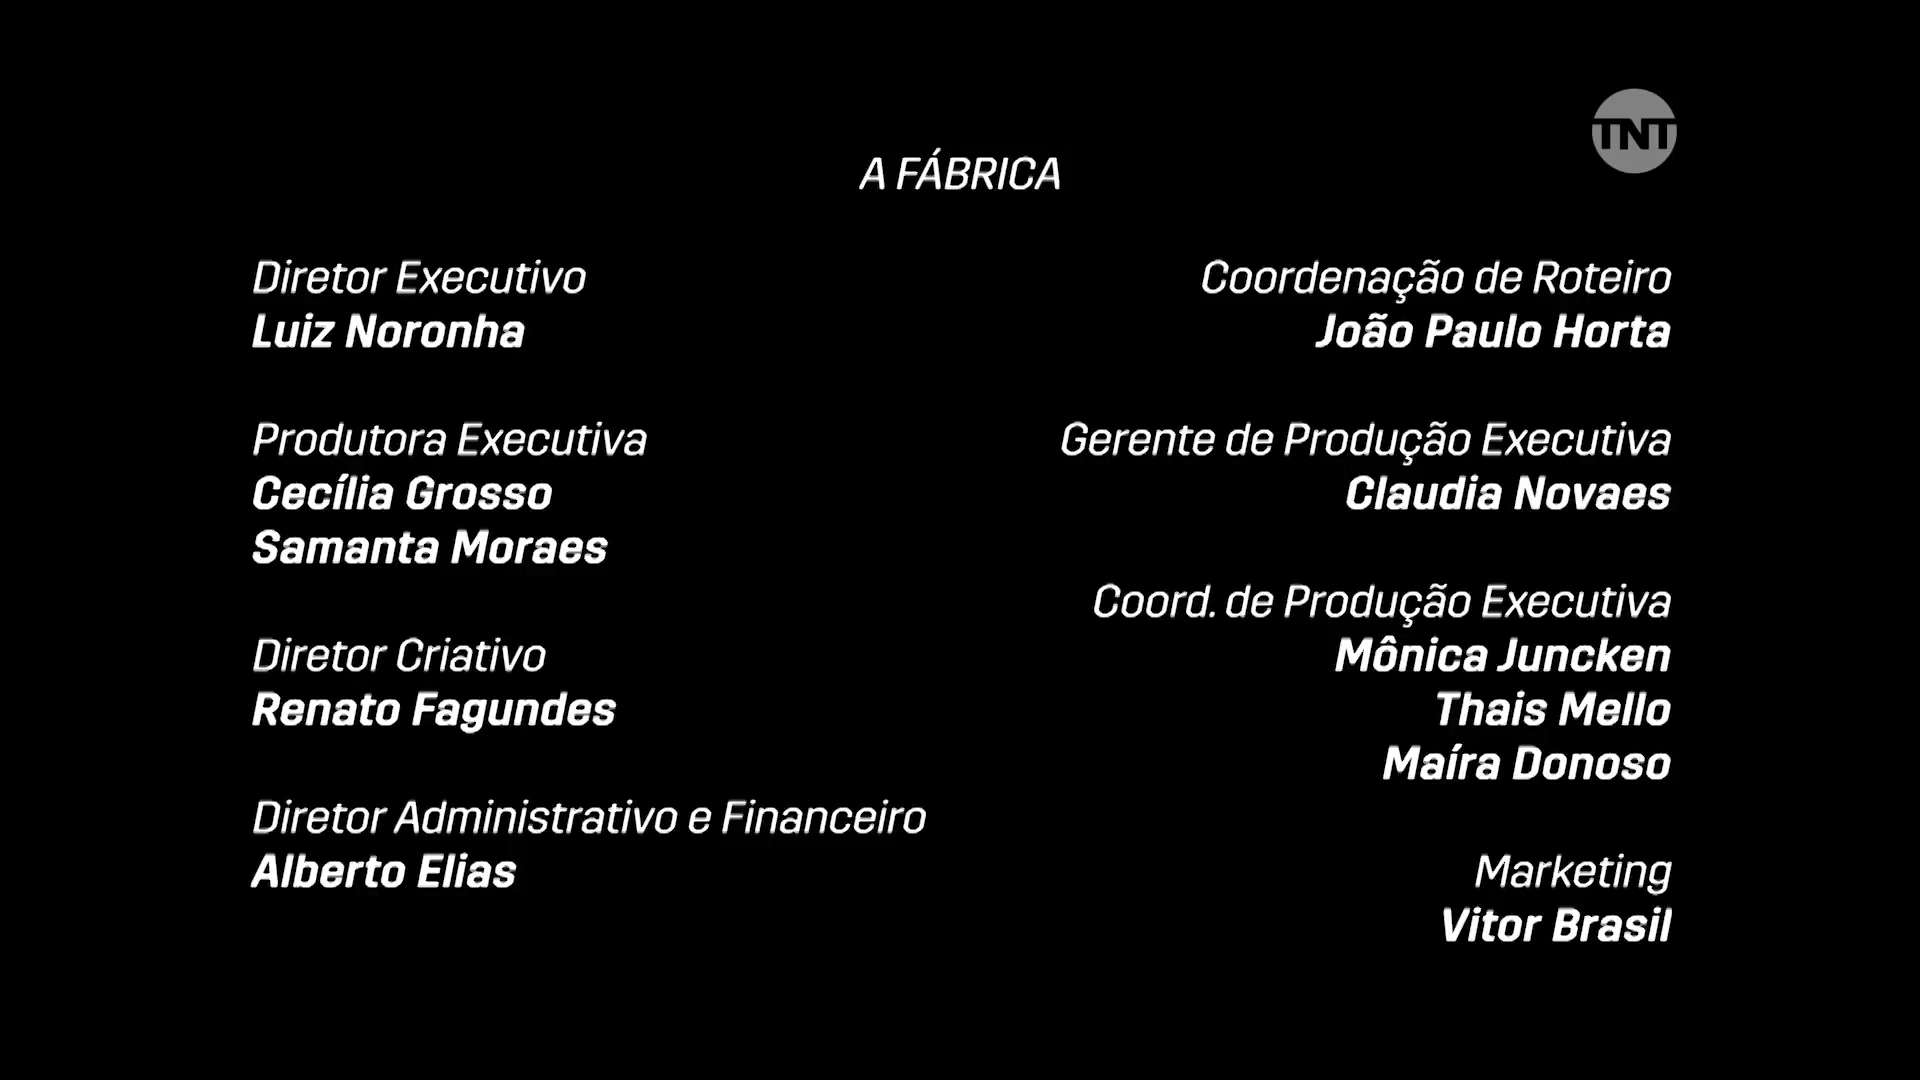 TNT
A FÁBRICA
Diretor Executivo
Luiz Noronha
Produtora Executiva
Cecília Grosso
Samanta Moraes
Diretor Criativo
Renato Fagundes
Diretor Administrativo e Financeiro
Alberto Elias
Coordenação de Roteiro
João Paulo Horta
Gerente de Produção Executiva
Claudia Novaes
Coord. de Produção Executiva
Mônica Juncken
Thais Mello
Maíra Donoso
Marketing
Vitor Brasil